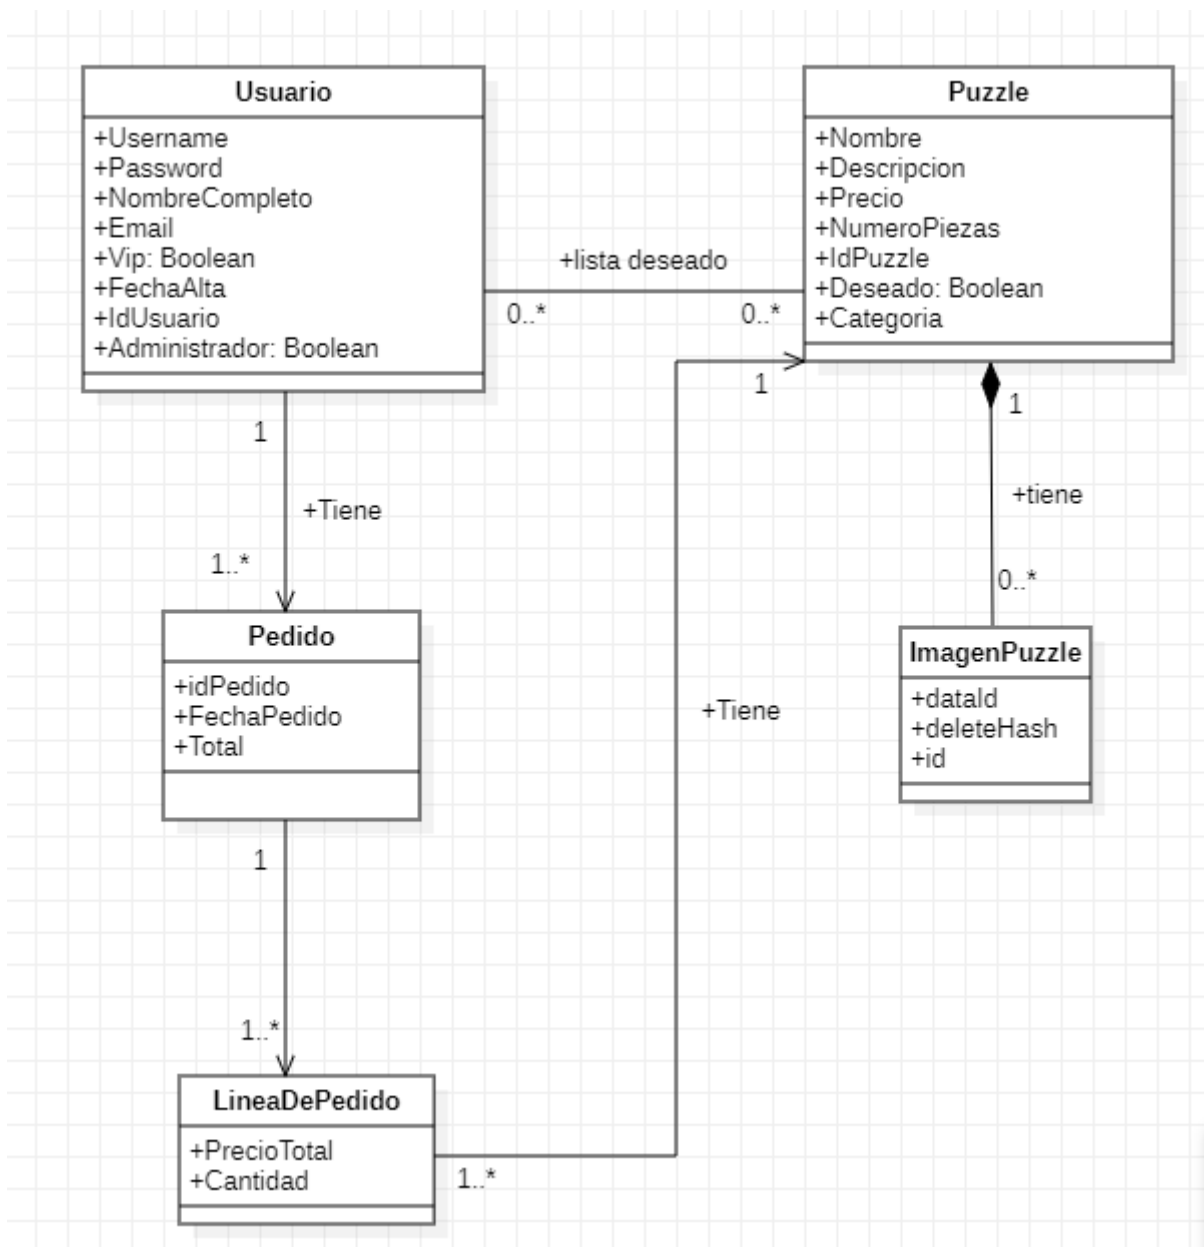 Usuario
+Username
+Password
+NombreCompleto
+Email
+Vip: Boolean
+FechaAlta
+IdUsuario
+Administrador: Boolean
+lista deseado
0..*
0..*
Puzzle
+Nombre
+Descripcion
+Precio
+NumeroPiezas
+IdPuzzle
+Deseado: Boolean
+Categoria
1
1
1
+Tiene
1..*
+tiene
0..*
Pedido
+idPedido
+FechaPedido
+Total
ImagenPuzzle
+dataId
+deleteHash
+id
+Tiene
1
1..*
LineaDePedido
+PrecioTotal
+Cantidad
1..*